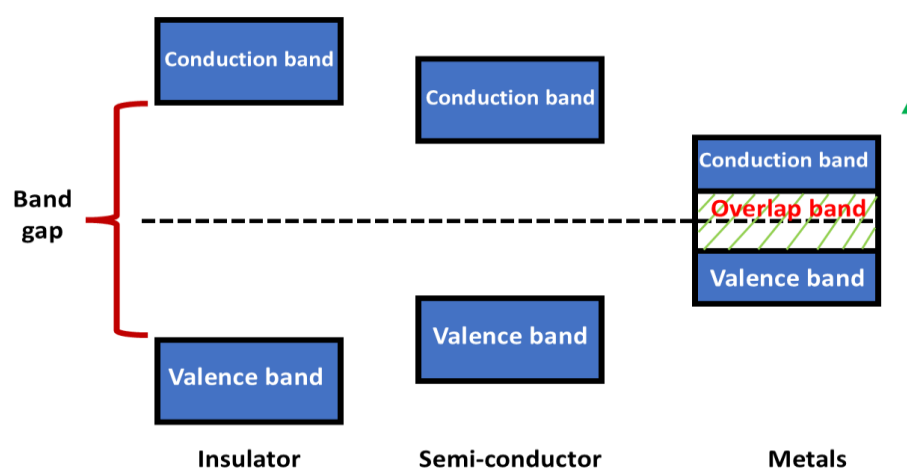 Conduction band
Conduction band
Conduction band
Band
gap
Overlap band
Valence band
Valence band
Valence band
Insulator
Semi-conductor
Metals